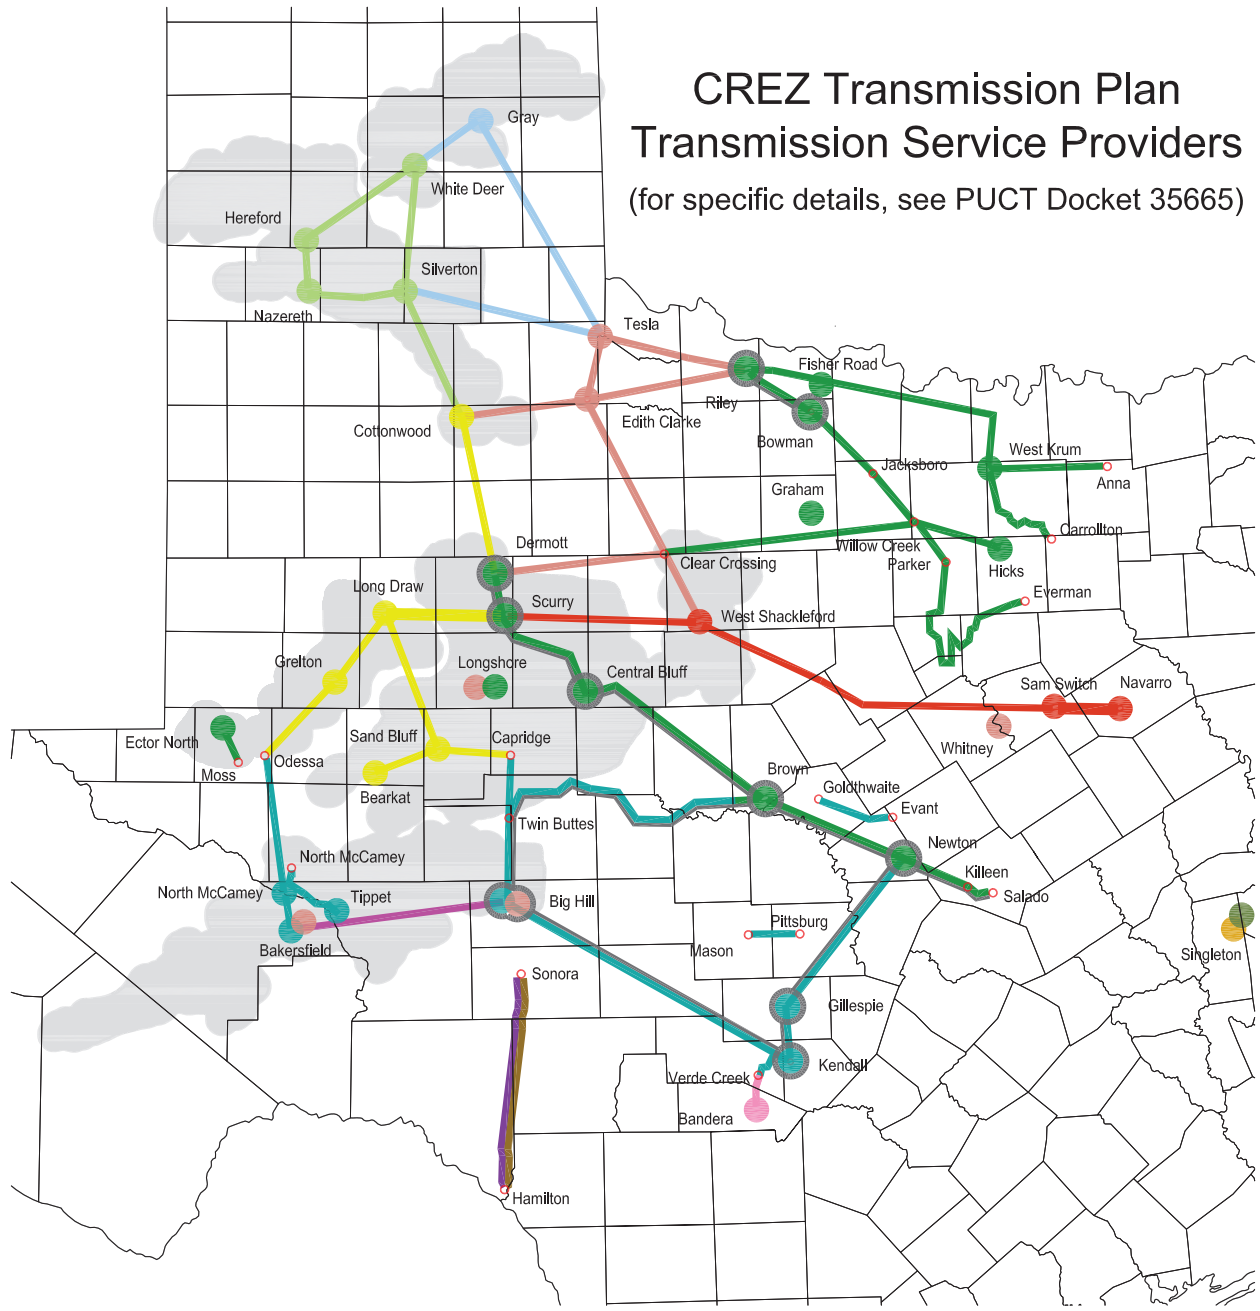 CREZ Transmission Plan
Transmission Service Providers
(for specific details, see PUCT Docket 35665)
Gray
White Deer
Hereford
Silverton
Nazereth
Tesla
Fisher Road
Riley
Edith Clarke
Cottonwood
Bowman
West Krum
Jacksboro
Anna
Graham
Carrollton
Dermott
Willow Creek
Clear Crossing
Parker
Hicks
Long Draw
Scurry
Everman
West Shackleford
Grelton
Longshore
Central Bluff
Sam Switch
Navarro
Ector North
Sand Bluff
Capridge
Whitney
Moss
Odessa
Bearkat
Brown
Goldthwaite
Evant
Twin Buttes
Newton
North McCamey
Killeen
North McCamey
Tippet
Big Hill
Salado
Pittsburg
Bakersfield
Mason
Singleton
Sonora
Gillespie
Kendall
Verde Creek
Bandera
Hamilton